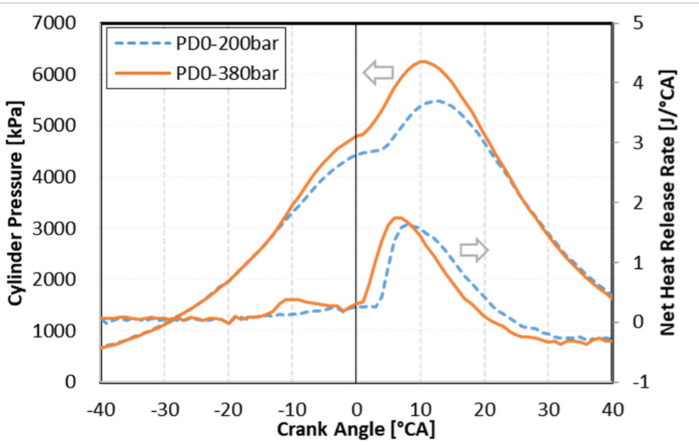 7000
6000
5000
4000
3000
2000
1000
0
Cylinder Pressure [kPa]
PD0-200bar
PD0-380bar
5
4
3
2
1
0
-1
Net Heat Release Rate [J/°CA]
-40 -30 -20 -10 0 10 20 30 40
Crank Angle [°CA]